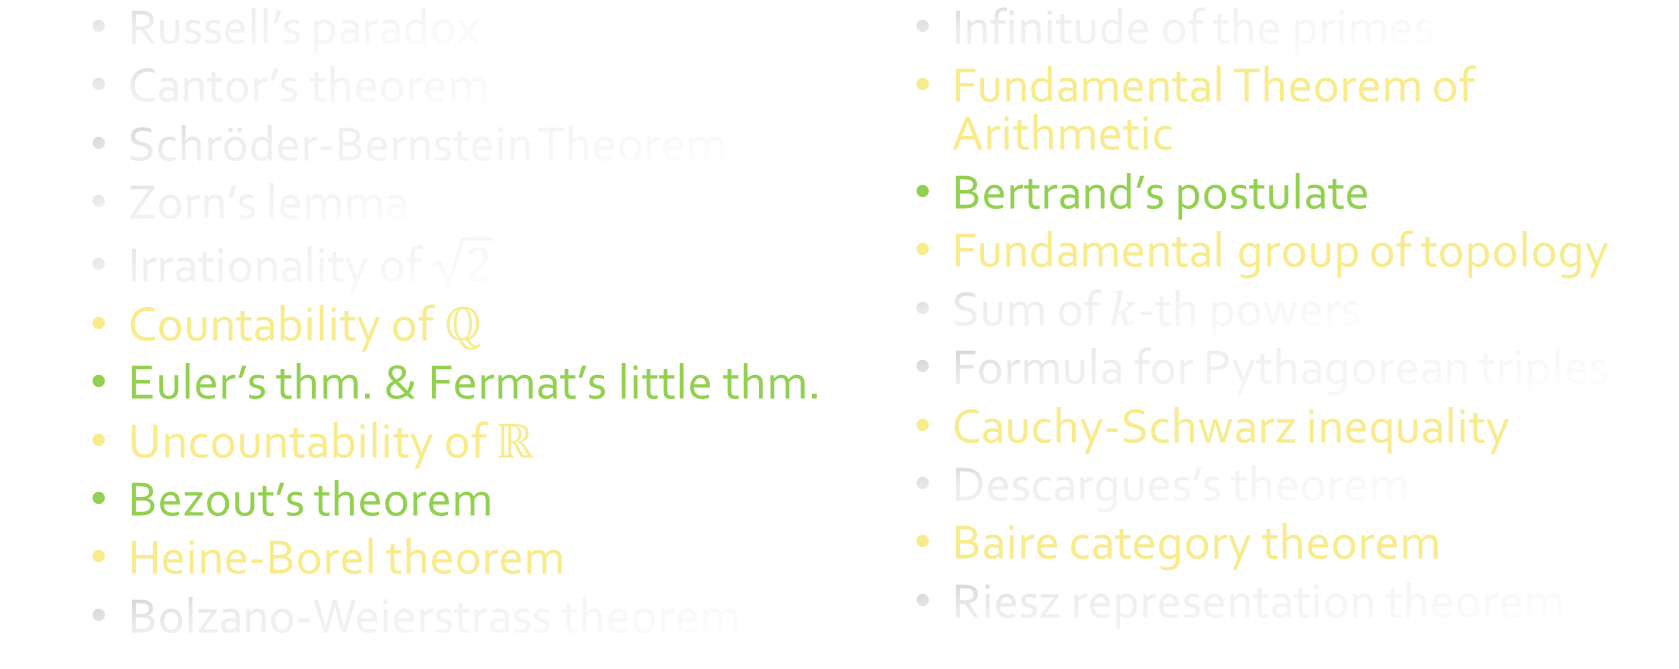 • Russell’s paradox
• Cantor’s theorem
• Schröder-Bernstein Theorem
• Zorn’s lemma
• Irrationality of √2
• Countability of ℚ
• Euler’s thm. & Fermat’s little thm.
• Uncountability of ℝ
• Bezout’s theorem
• Heine-Borel theorem
• Bolzano-Weierstrass theorem
• Infinitude of the primes
• Fundamental Theorem of
Arithmetic
• Bertrand’s postulate
• Fundamental group of topology
• Sum of k-th powers
• Formula for Pythagorean triples
• Cauchy-Schwarz inequality
• Descargues’s theorem
• Baire category theorem
• Riesz representation theorem